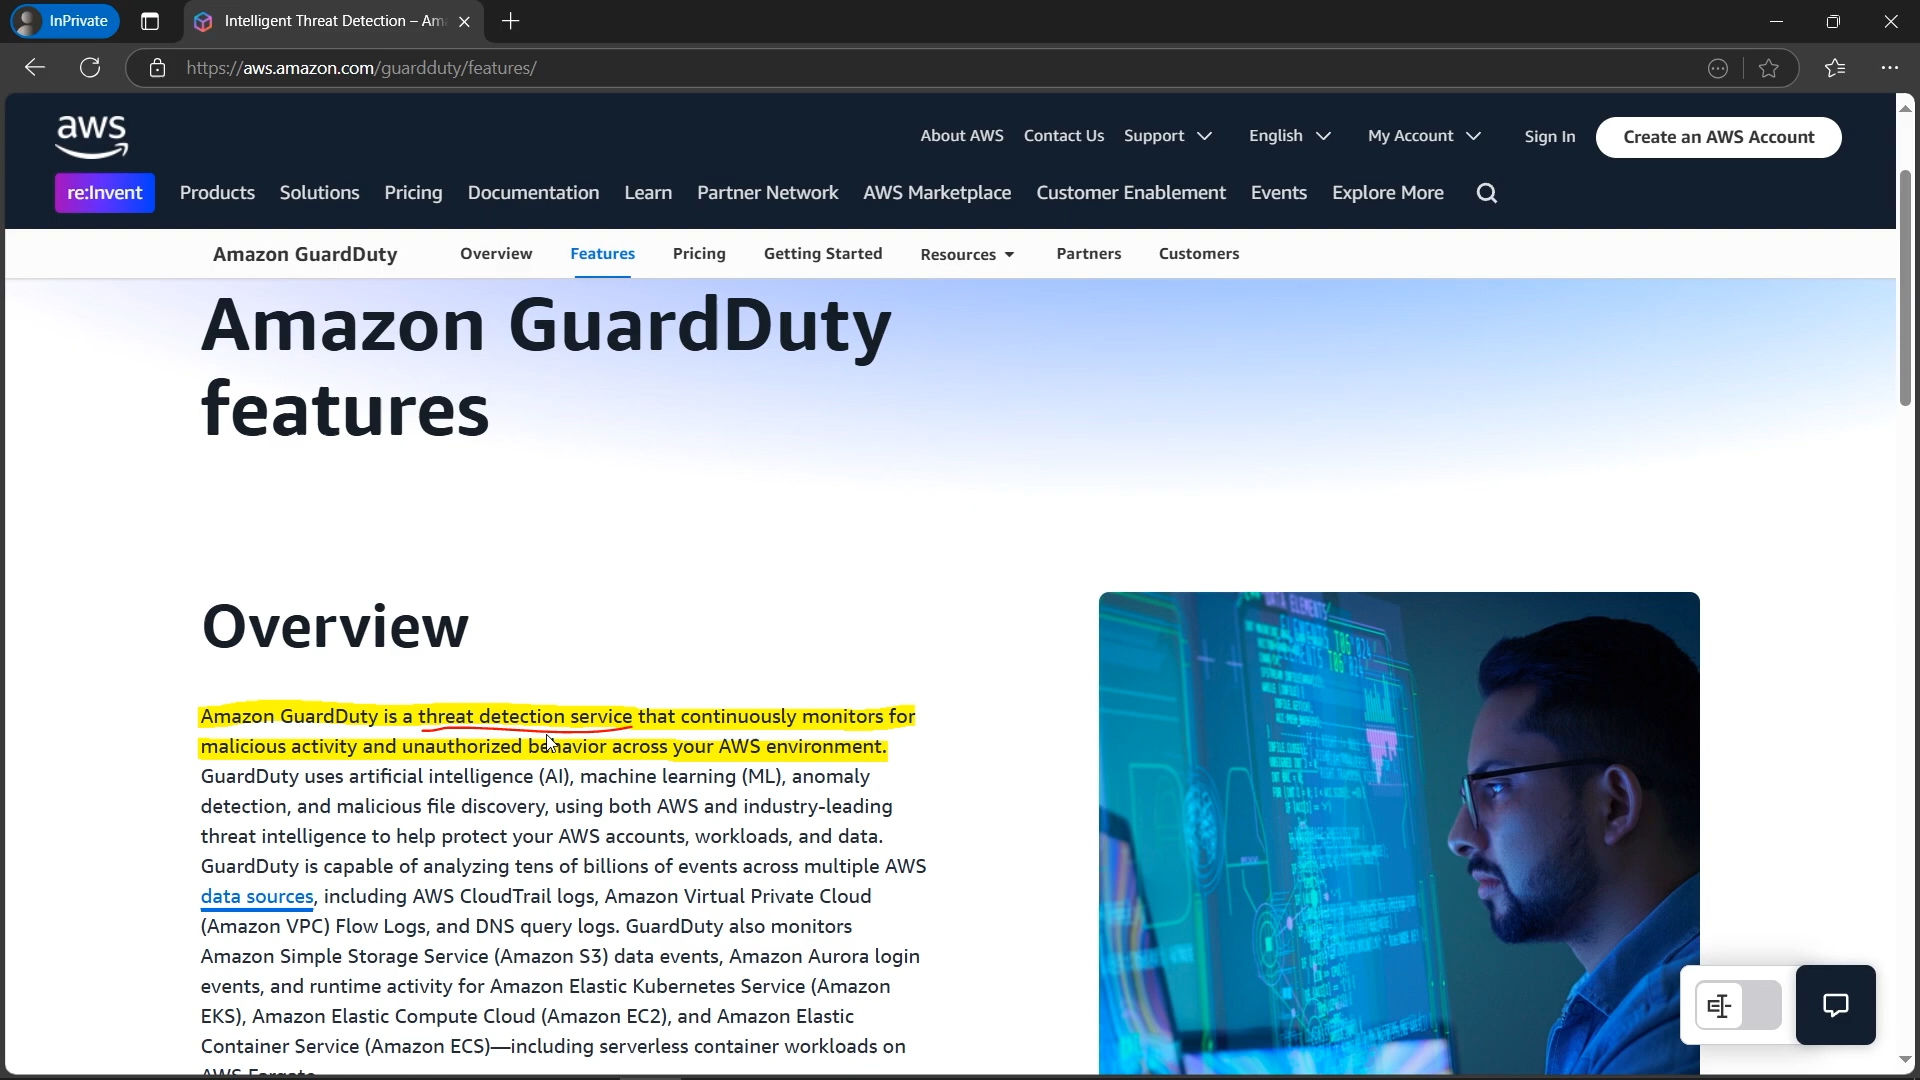 InPrivate
Intelligent Threat Detection – Am
https://aws.amazon.com/guardduty/features/
aws
About AWS Contact Us Support English My Account Sign In Create an AWS Account
re:Invent Products Solutions Pricing Documentation Learn Partner Network AWS Marketplace Customer Enablement Events Explore More
Amazon GuardDuty Overview Features Pricing Getting Started Resources Partners Customers
Amazon GuardDuty
features
Overview
Amazon GuardDuty is a threat detection service that continuously monitors for
malicious activity and unauthorized behavior across your AWS environment.
GuardDuty uses artificial intelligence (AI), machine learning (ML), anomaly
detection, and malicious file discovery, using both AWS and industry-leading
threat intelligence to help protect your AWS accounts, workloads, and data.
GuardDuty is capable of analyzing tens of billions of events across multiple AWS
data sources, including AWS CloudTrail logs, Amazon Virtual Private Cloud
(Amazon VPC) Flow Logs, and DNS query logs. GuardDuty also monitors
Amazon Simple Storage Service (Amazon S3) data events, Amazon Aurora login
events, and runtime activity for Amazon Elastic Kubernetes Service (Amazon
EKS), Amazon Elastic Compute Cloud (Amazon EC2), and Amazon Elastic
Container Service (Amazon ECS)—including serverless container workloads on
AWS Fargate
DATA ELEMENTS